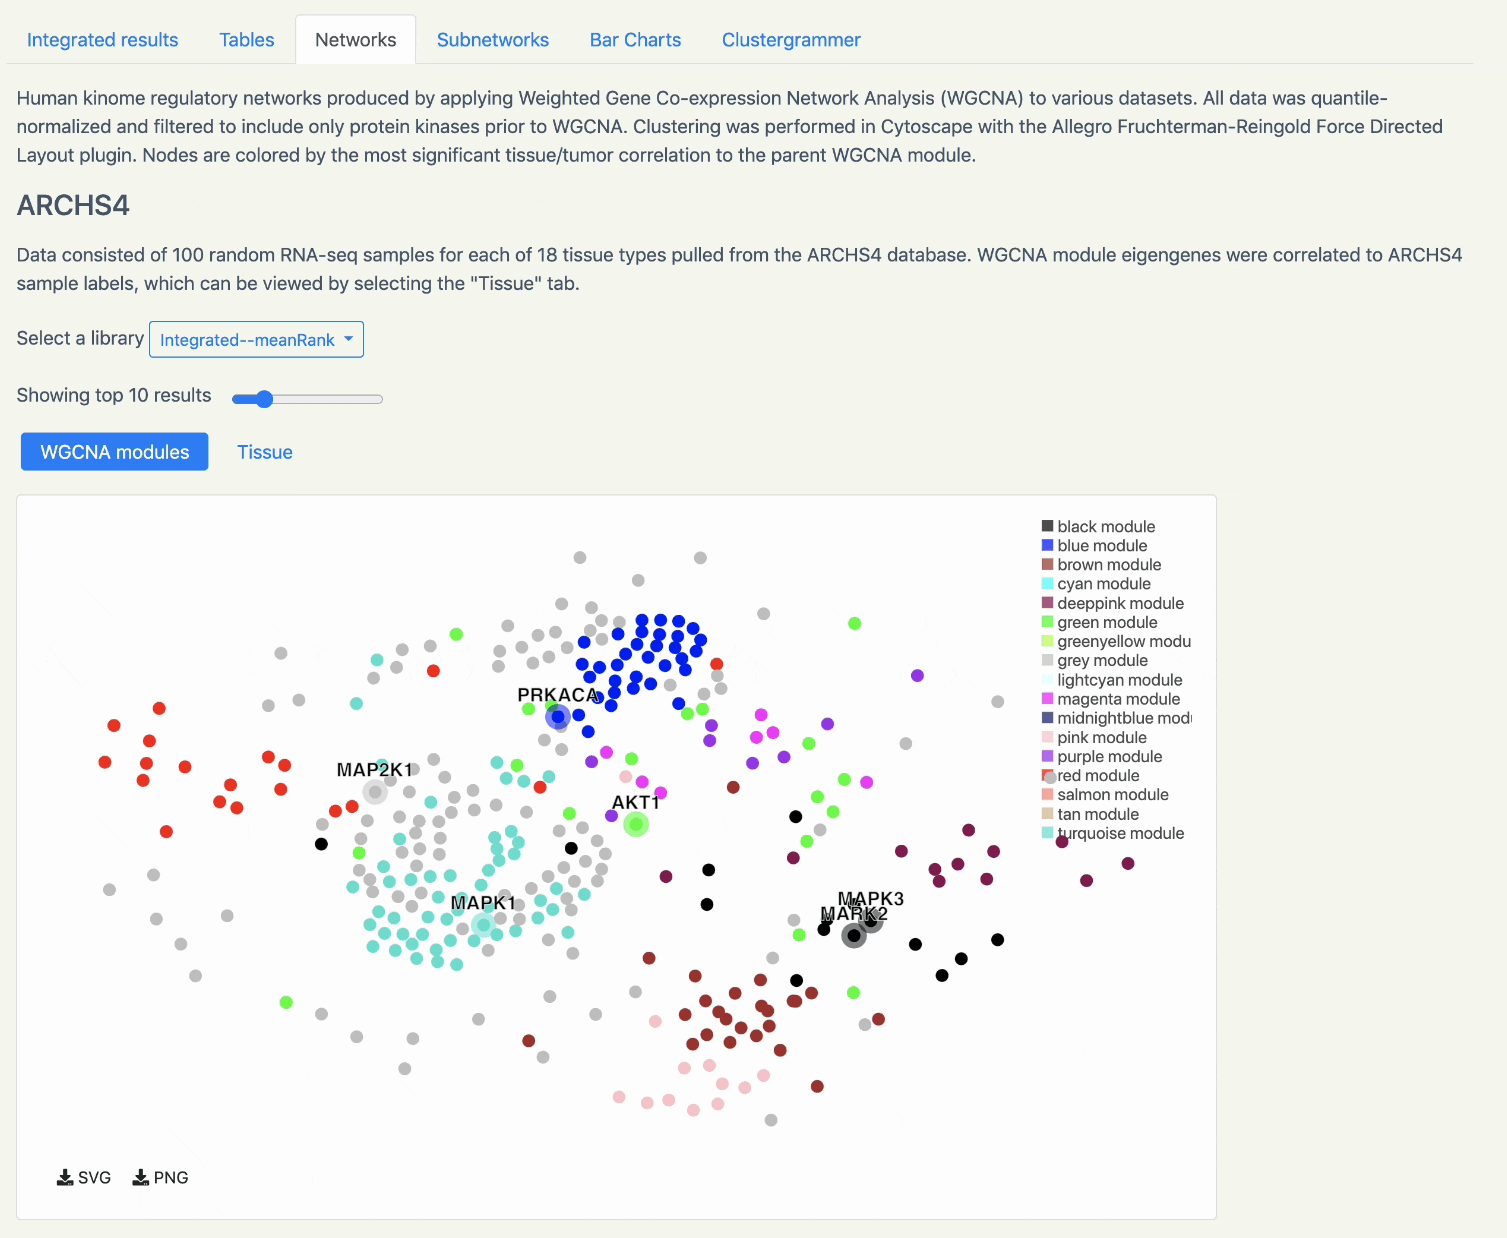 Integrated results Tables Networks Subnetworks Bar Charts Clustergrammer
Human kinome regulatory networks produced by applying Weighted Gene Co-expression Network Analysis (WGCNA) to various datasets. All data was quantile-
normalized and filtered to include only protein kinases prior to WGCNA. Clustering was performed in Cytoscape with the Allegro Fruchterman-Reingold Force Directed
Layout plugin. Nodes are colored by the most significant tissue/tumor correlation to the parent WGCNA module.
ARCHS4
Data consisted of 100 random RNA-seq samples for each of 18 tissue types pulled from the ARCHS4 database. WGCNA module eigengenes were correlated to ARCHS4
sample labels, which can be viewed by selecting the "Tissue" tab.
Select a library Integrated--meanRank
Showing top 10 results
WGCNA modules Tissue
black module
blue module
brown module
cyan module
deeppink module
green module
greenyellow modu
grey module
lightcyan module
magenta module
midnightblue modu
pink module
purple module
red module
salmon module
tan module
turquoise module
PRKACA
MAP2K1
AKT1
MAPK1
MAPK3
MARK2
SVG PNG